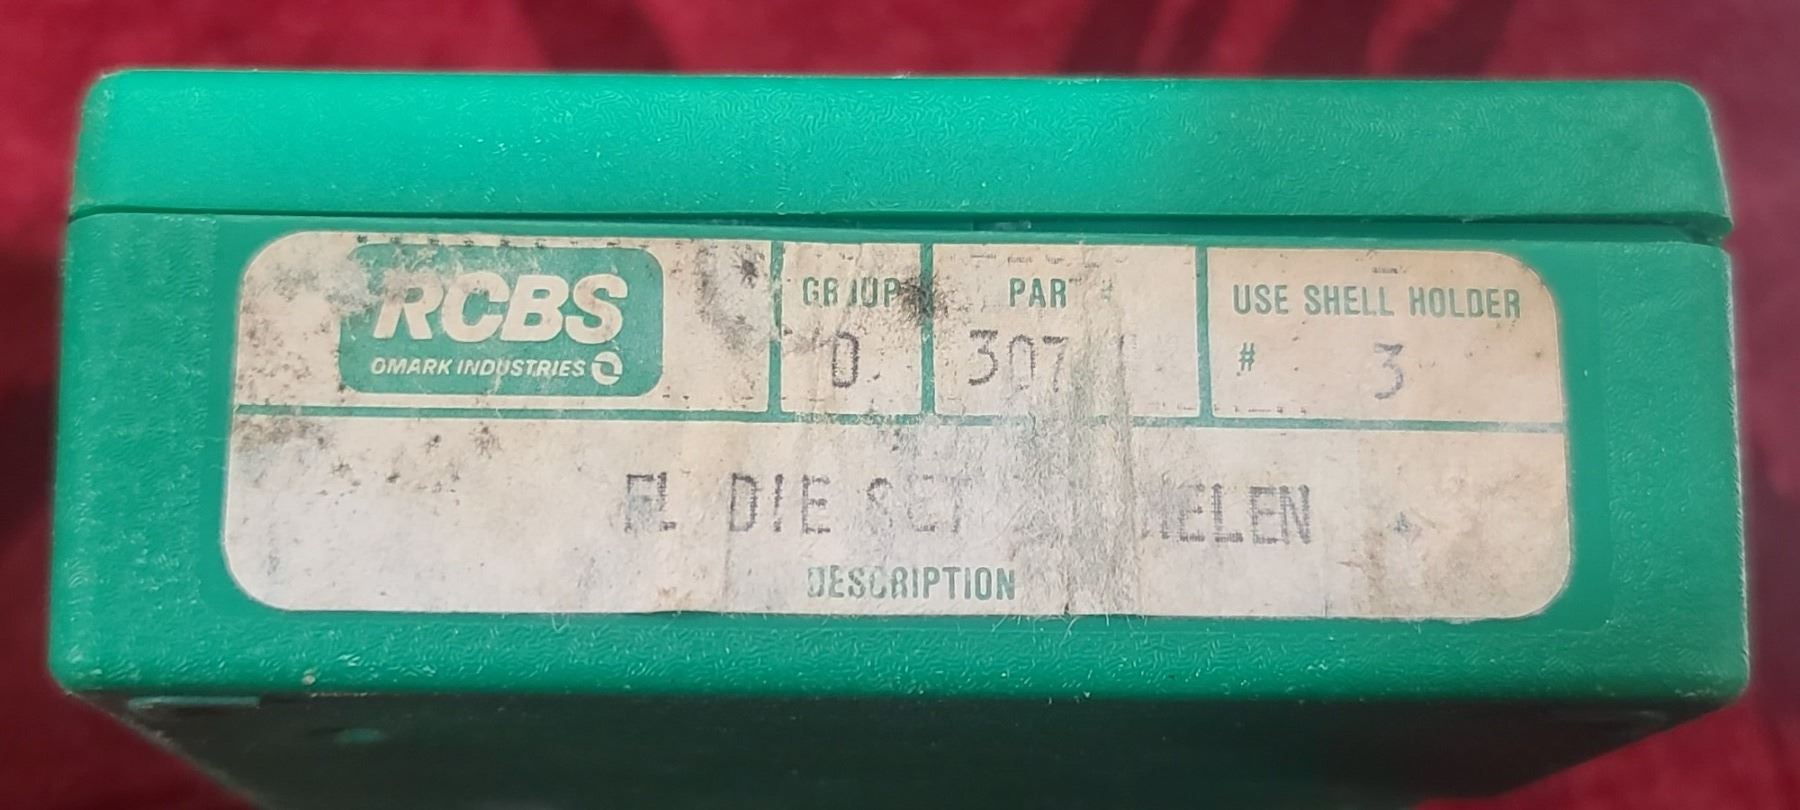 RCBS
OMARK INDUSTRIES
GROUP
D
PART #
307
USE SHELL HOLDER
# 3
FL DIE SET
DESCRIPTION